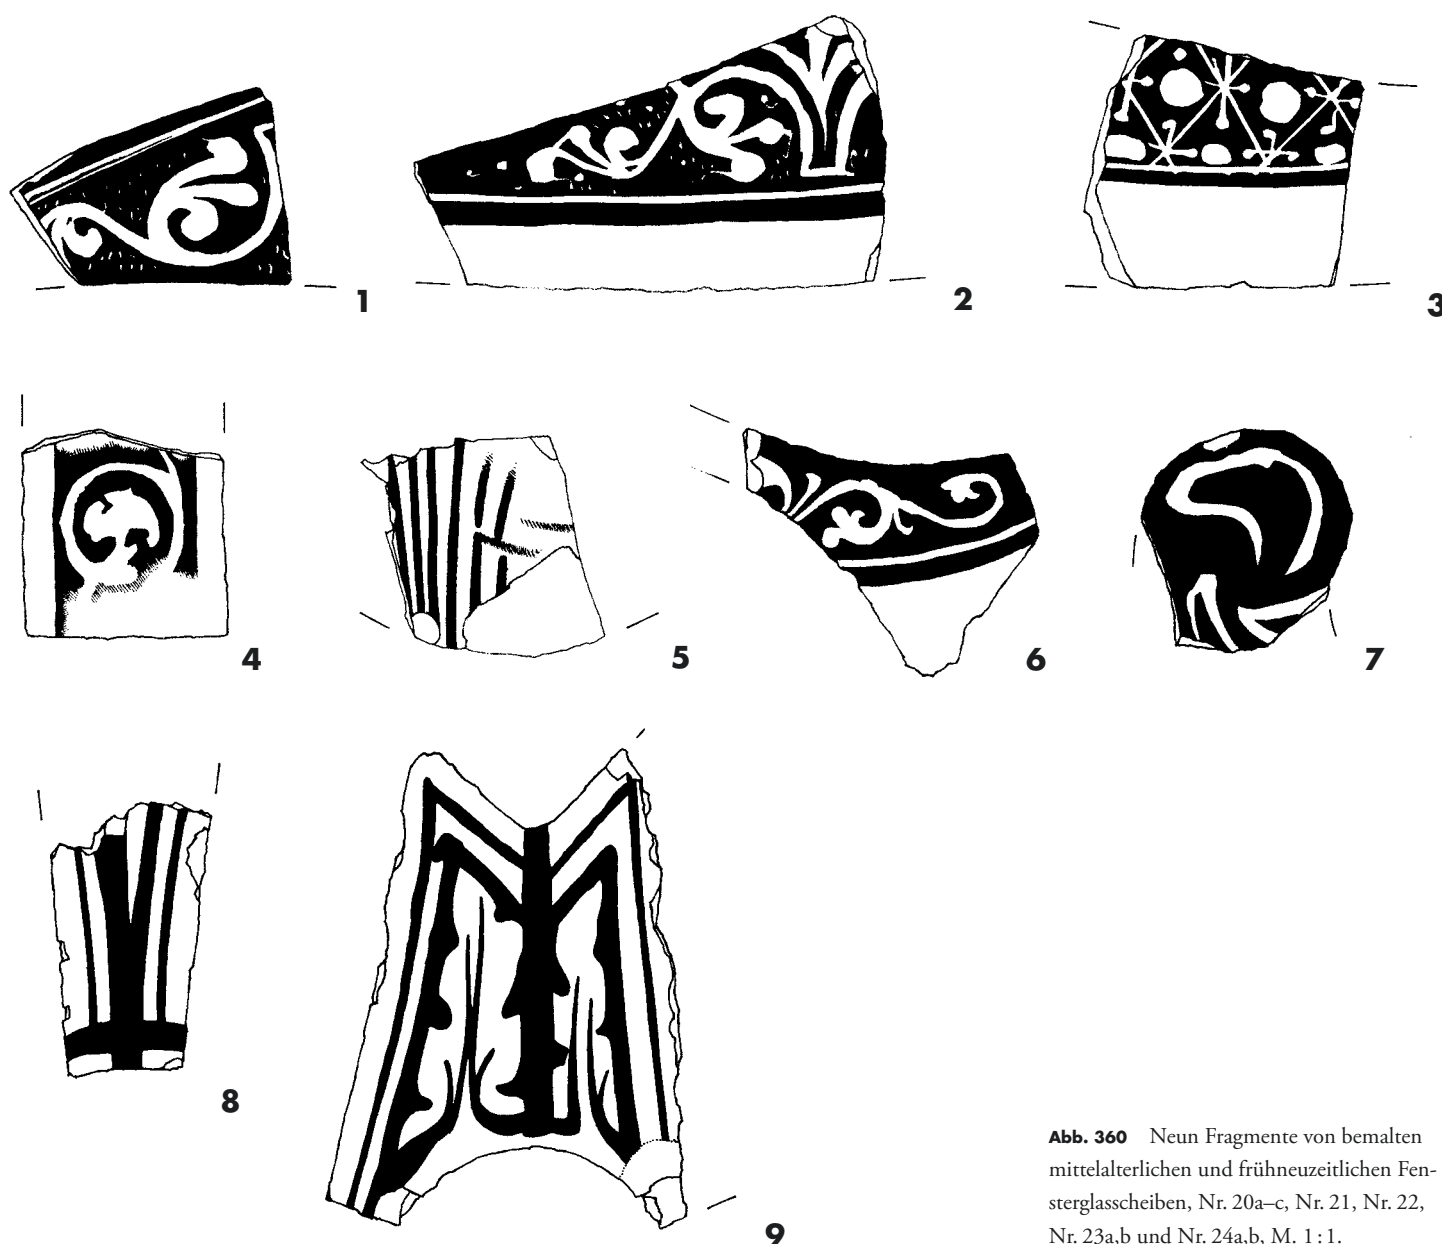 1
2
3
4
5
6
7
8
9
Abb. 360 Neun Fragmente von bemalten
mittelalterlichen und frühneuzeitlichen Fen-
sterglasscheiben, Nr. 20a–c, Nr. 21, Nr. 22,
Nr. 23a,b und Nr. 24a,b, M. 1:1.